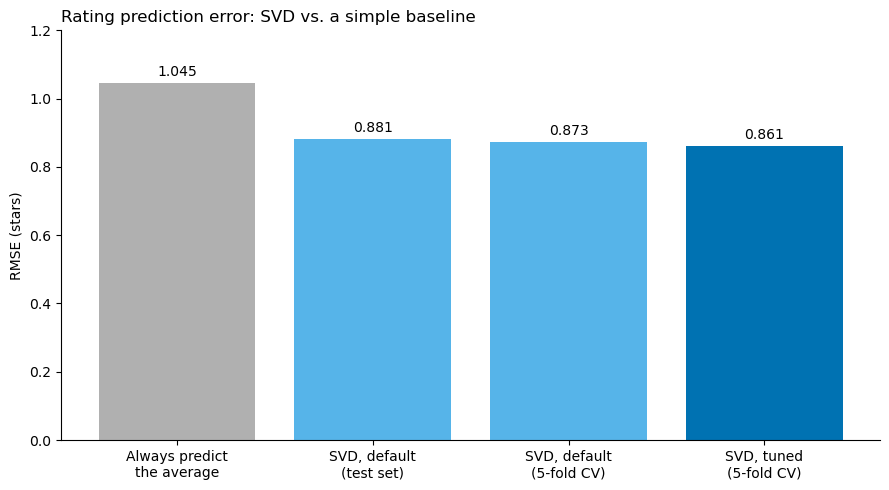 Rating prediction error: SVD vs. a simple baseline
RMSE (stars)
1.2
1.0
0.8
0.6
0.4
0.2
0.0
1.045
0.881
0.873
0.861
Always predict
the average
SVD, default
(test set)
SVD, default
(5-fold CV)
SVD, tuned
(5-fold CV)